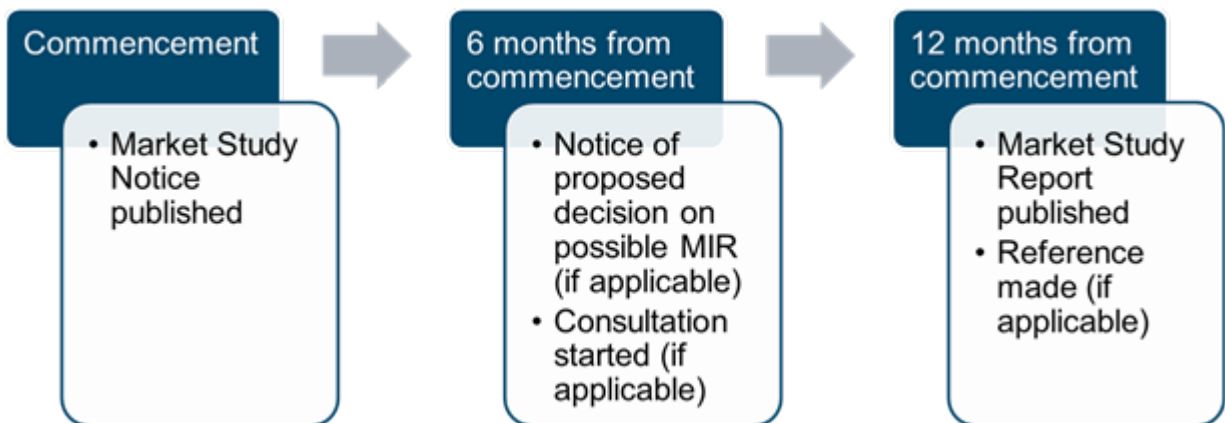 Commencement
• Market Study
Notice
published
6 months from
commencement
• Notice of
proposed
decision on
possible MIR
(if applicable)
• Consultation
started (if
applicable)
12 months from
commencement
• Market Study
Report
published
• Reference
made (if
applicable)